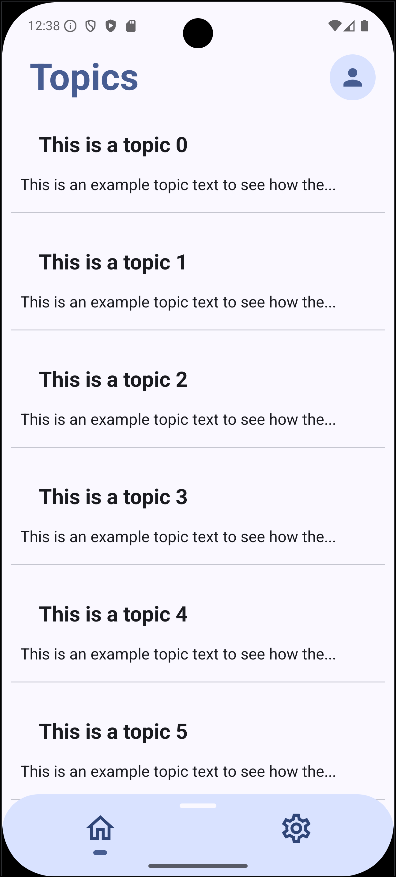 12:38
Topics
This is a topic 0
This is an example topic text to see how the...
This is a topic 1
This is an example topic text to see how the...
This is a topic 2
This is an example topic text to see how the...
This is a topic 3
This is an example topic text to see how the...
This is a topic 4
This is an example topic text to see how the...
This is a topic 5
This is an example topic text to see how the...